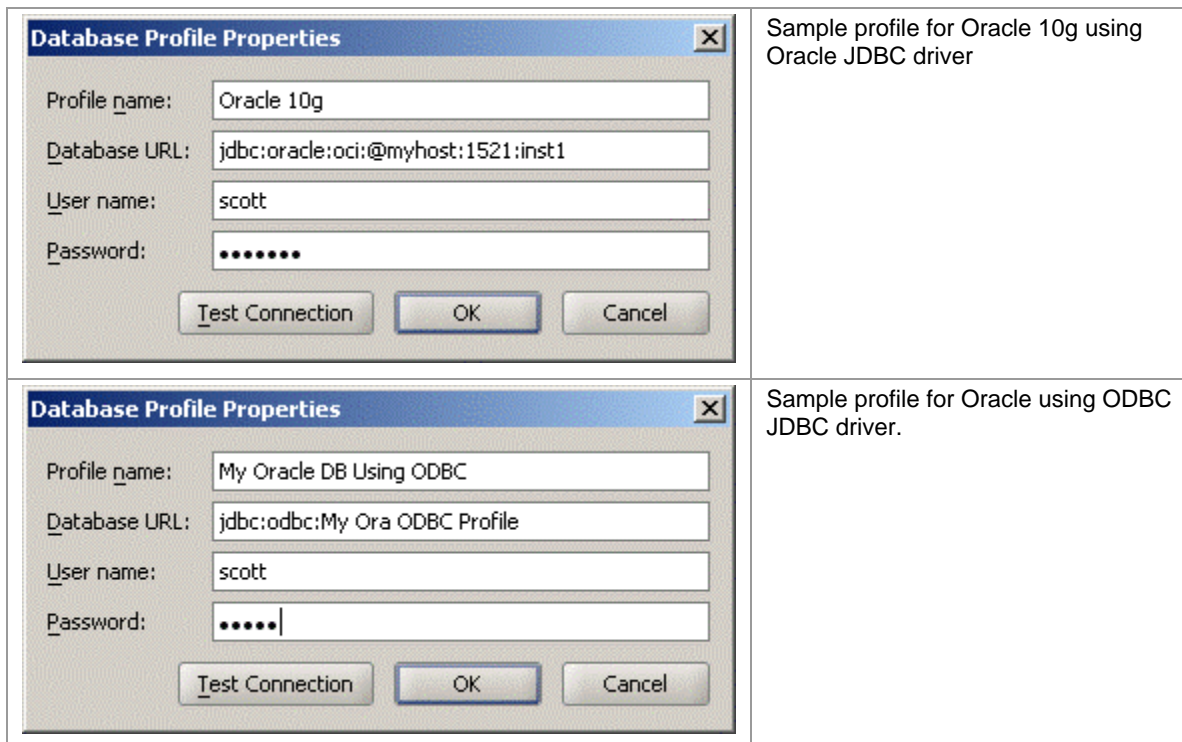 Database Profile Properties
Profile name: Oracle 10g
Database URL: jdbc:oracle:oci:@myhost:1521:inst1
User name: scott
Password: •••••••
Test Connection OK Cancel
Sample profile for Oracle 10g using
Oracle JDBC driver
Database Profile Properties
Profile name: My Oracle DB Using ODBC
Database URL: jdbc:odbc:My Ora ODBC Profile
User name: scott
Password: •••••
Test Connection OK Cancel
Sample profile for Oracle using ODBC
JDBC driver.